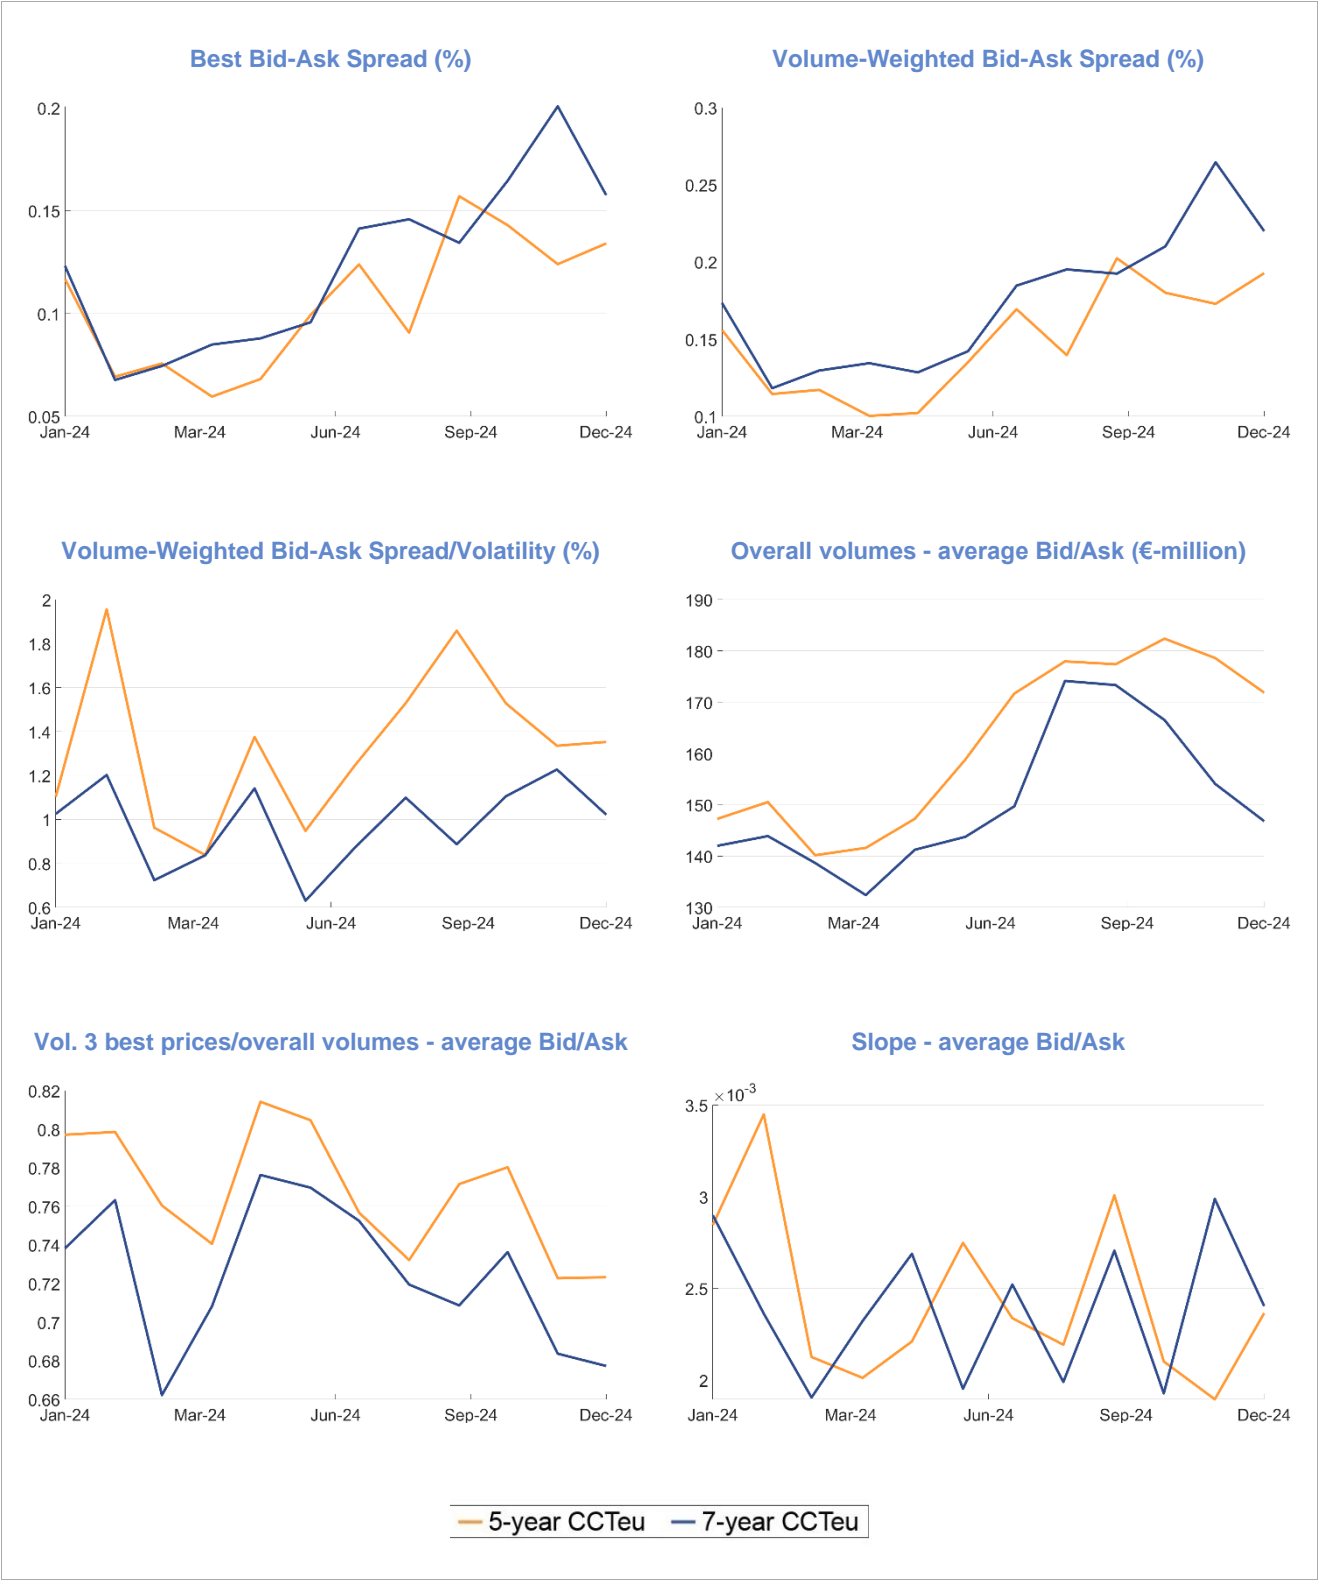 Best Bid-Ask Spread (%)
0.2
0.15
0.1
0.05
Jan-24 Mar-24 Jun-24 Sep-24 Dec-24
Volume-Weighted Bid-Ask Spread (%)
0.3
0.25
0.2
0.15
0.1
Jan-24 Mar-24 Jun-24 Sep-24 Dec-24
Volume-Weighted Bid-Ask Spread/Volatility (%)
2
1.8
1.6
1.4
1.2
1
0.8
0.6
Jan-24 Mar-24 Jun-24 Sep-24 Dec-24
Overall volumes - average Bid/Ask (€-million)
190
180
170
160
150
140
130
Jan-24 Mar-24 Jun-24 Sep-24 Dec-24
Vol. 3 best prices/overall volumes - average Bid/Ask
0.82
0.8
0.78
0.76
0.74
0.72
0.7
0.68
0.66
Jan-24 Mar-24 Jun-24 Sep-24 Dec-24
Slope - average Bid/Ask
×10-3
3.5
3
2.5
2
Jan-24 Mar-24 Jun-24 Sep-24 Dec-24
5-year CCTeu 7-year CCTeu